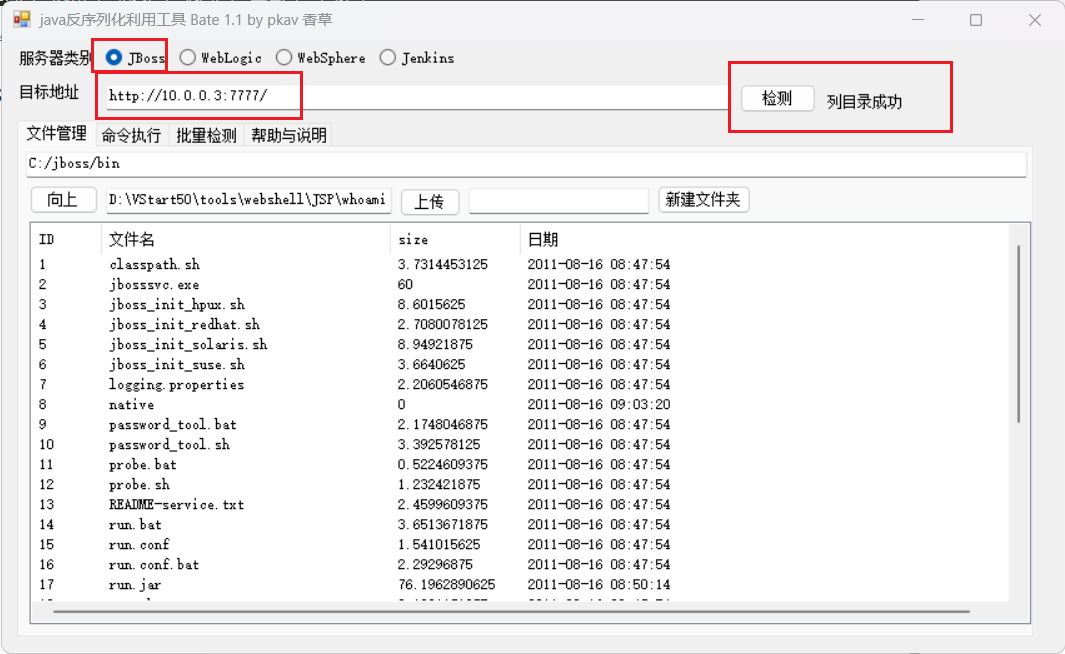 java反序列化利用工具 Bate 1.1 by pkav 香草
服务器类别 JBoss WebLogic WebSphere Jenkins
目标地址 http://10.0.0.3:7777/ 检测 列目录成功
文件管理 命令执行 批量检测 帮助与说明
C:/jboss/bin
向上 D:\VStart50\tools\webshell\JSP\whoami 上传 新建文件夹
ID 文件名 size 日期
1 classpath.sh 3.7314453125 2011-08-16 08:47:54
2 jbosssvc.exe 60 2011-08-16 08:47:54
3 jboss_init_hpux.sh 8.6015625 2011-08-16 08:47:54
4 jboss_init_redhat.sh 2.7080078125 2011-08-16 08:47:54
5 jboss_init_solaris.sh 8.94921875 2011-08-16 08:47:54
6 jboss_init_suse.sh 3.6640625 2011-08-16 08:47:54
7 logging.properties 2.2060546875 2011-08-16 08:47:54
8 native 0 2011-08-16 09:03:20
9 password_tool.bat 2.1748046875 2011-08-16 08:47:54
10 password_tool.sh 3.392578125 2011-08-16 08:47:54
11 probe.bat 0.5224609375 2011-08-16 08:47:54
12 probe.sh 1.232421875 2011-08-16 08:47:54
13 README-service.txt 2.4599609375 2011-08-16 08:47:54
14 run.bat 3.6513671875 2011-08-16 08:47:54
15 run.conf 1.541015625 2011-08-16 08:47:54
16 run.conf.bat 2.29296875 2011-08-16 08:47:54
17 run.jar 76.1962890625 2011-08-16 08:50:14